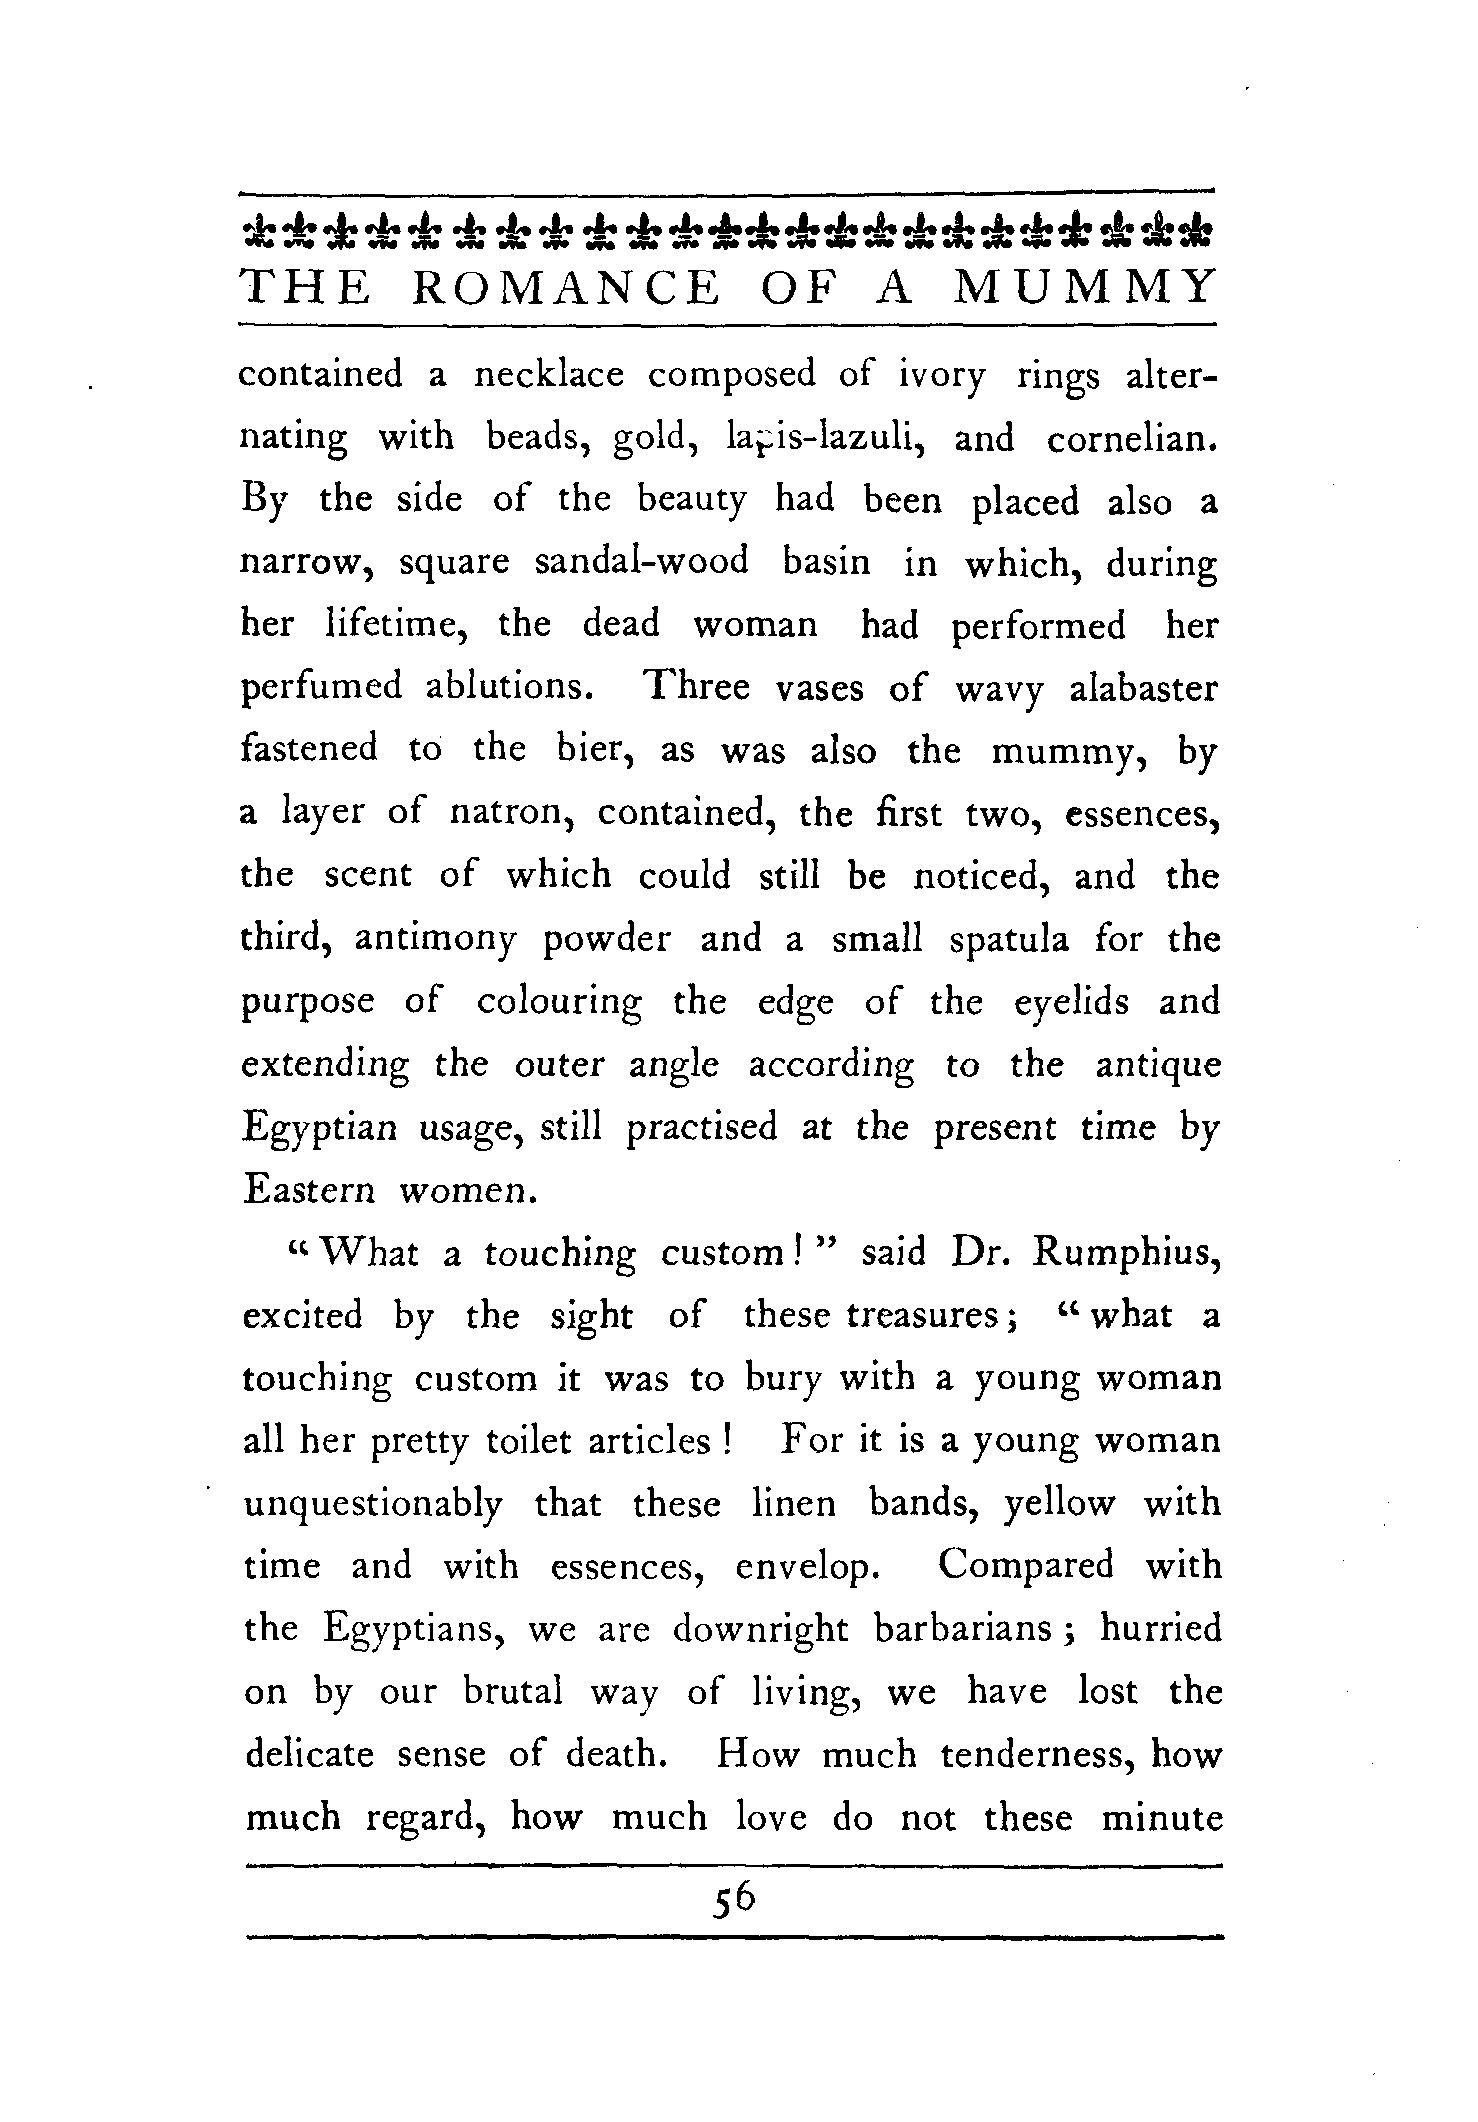 THE ROMANCE OF A MUMMY
contained a necklace composed of ivory rings alter-
nating with beads, gold, lapis-lazuli, and cornelian.
By the side of the beauty had been placed also a
narrow, square sandal-wood basin in which, during
her lifetime, the dead woman had performed her
perfumed ablutions. Three vases of wavy alabaster
fastened to the bier, as was also the mummy, by
a layer of natron, contained, the first two, essences,
the scent of which could still be noticed, and the
third, antimony powder and a small spatula for the
purpose of colouring the edge of the eyelids and
extending the outer angle according to the antique
Egyptian usage, still practised at the present time by
Eastern women.
“ What a touching custom ! ” said Dr. Rumphius,
excited by the sight of these treasures ; “ what a
touching custom it was to bury with a young woman
all her pretty toilet articles ! For it is a young woman
unquestionably that these linen bands, yellow with
time and with essences, envelop. Compared with
the Egyptians, we are downright barbarians ; hurried
on by our brutal way of living, we have lost the
delicate sense of death. How much tenderness, how
much regard, how much love do not these minute
56